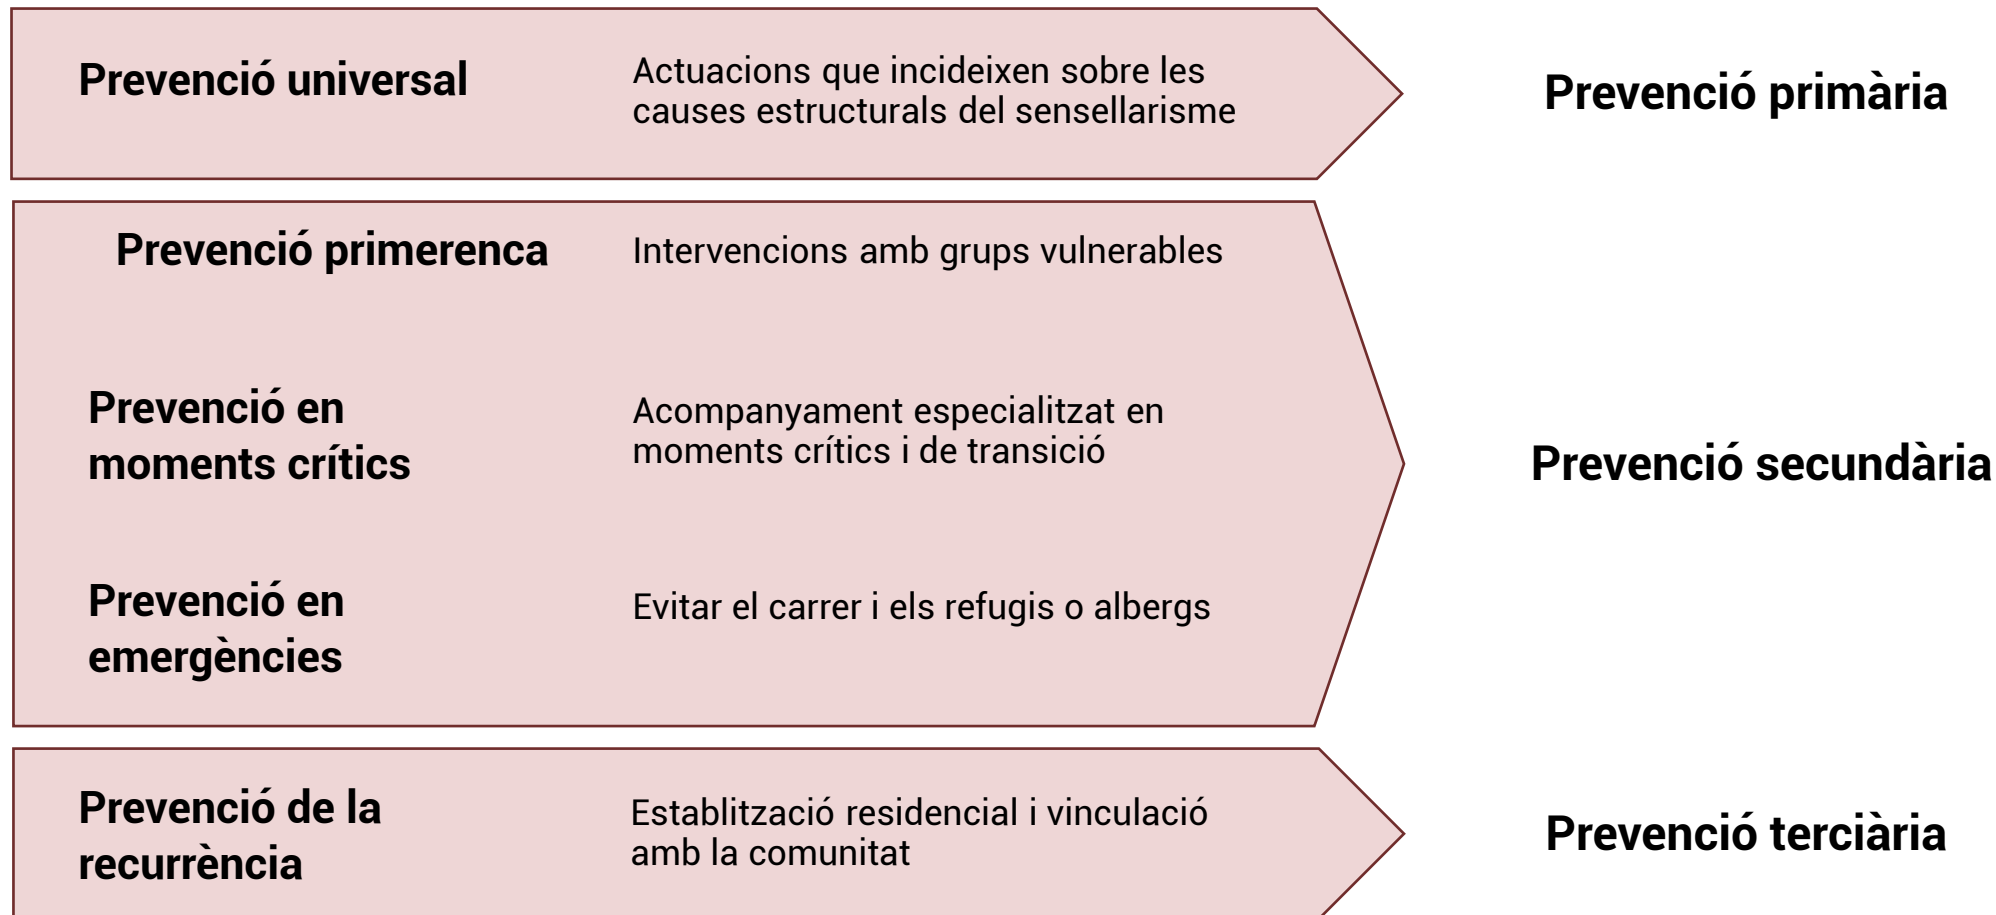 Prevenció universal
Actuacions que incideixen sobre les
causes estructurals del sensellarisme
Prevenció primària
Prevenció primerenca
Intervencions amb grups vulnerables
Prevenció en
moments crítics
Acompanyament especialitzat en
moments crítics i de transició
Prevenció secundària
Prevenció en
emergències
Evitar el carrer i els refugis o albergs
Prevenció de la
recurrència
Establització residencial i vinculació
amb la comunitat
Prevenció terciària